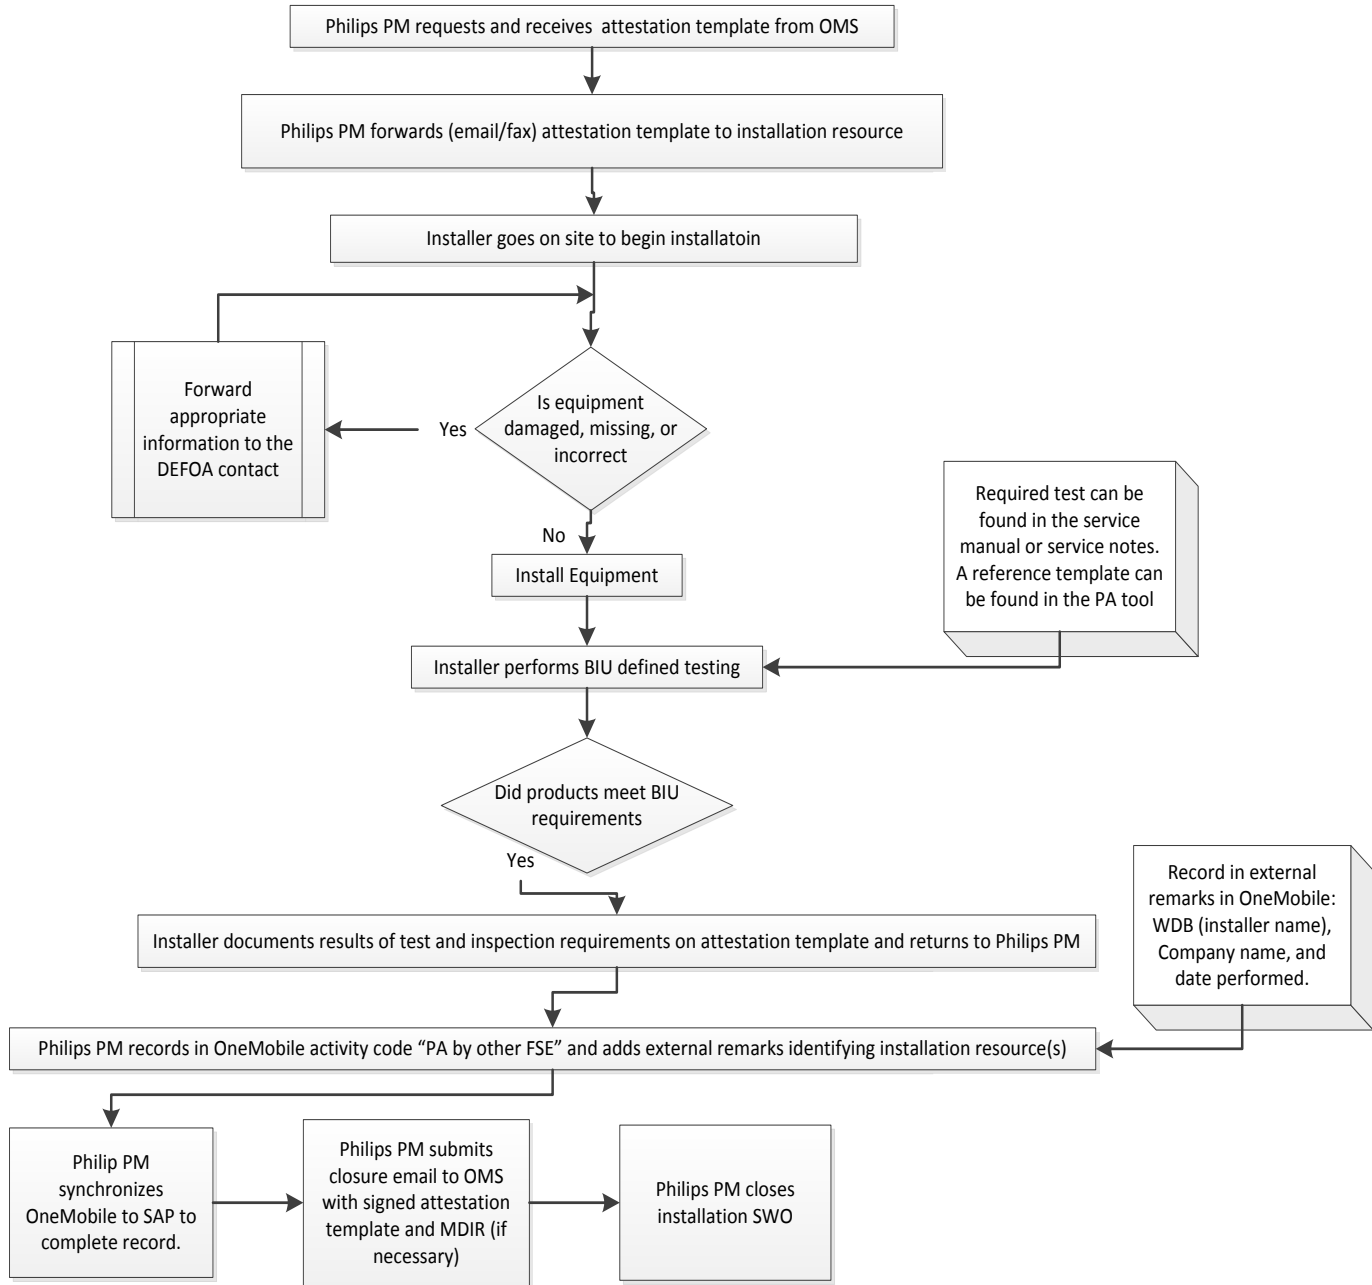 Philips PM requests and receives  attestation template from OMS
Philips PM forwards (email/fax) attestation template to installation resource
Installer goes on site to begin installatoin
Forward
appropriate
information to the
DEFOA contact
Yes
Is equipment
damaged, missing, or
incorrect
No
Install Equipment
Required test can be
found in the service
manual or service notes.
A reference template can
be found in the PA tool
Installer performs BIU defined testing
Did products meet BIU
requirements
Yes
Installer documents results of test and inspection requirements on attestation template and returns to Philips PM
Record in external
remarks in OneMobile:
WDB (installer name),
Company name, and
date performed.
Philips PM records in OneMobile activity code “PA by other FSE” and adds external remarks identifying installation resource(s)
Philip PM
synchronizes
OneMobile to SAP to
complete record.
Philips PM submits
closure email to OMS
with signed attestation
template and MDIR (if
necessary)
Philips PM closes
installation SWO